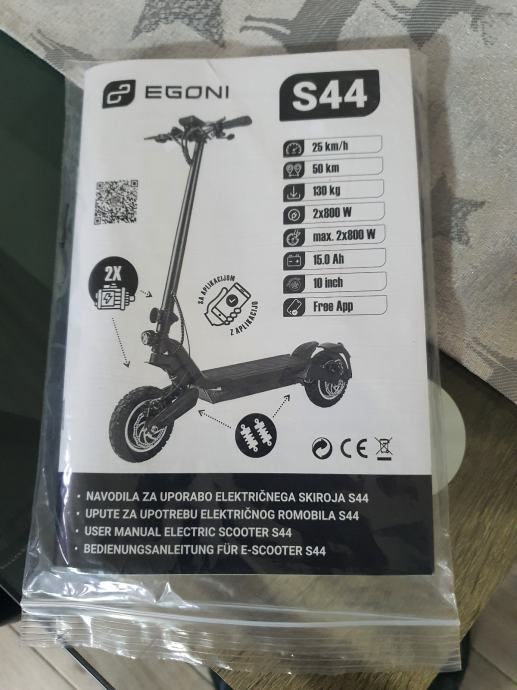 EGONI
S44
25 km/h
50 km
130 kg
2x800 W
max. 2x800 W
15.0 Ah
10 inch
Free App
2X
SA APLIKACIJOM
Z APLIKACIJO
CE
• NAVODILA ZA UPORABO ELEKTRIČNEGA SKIROJA S44
• UPUTE ZA UPOTREBU ELEKTRIČNOG ROMOBILA S44
• USER MANUAL ELECTRIC SCOOTER S44
• BEDIENUNGSANLEITUNG FÜR E-SCOOTER S44